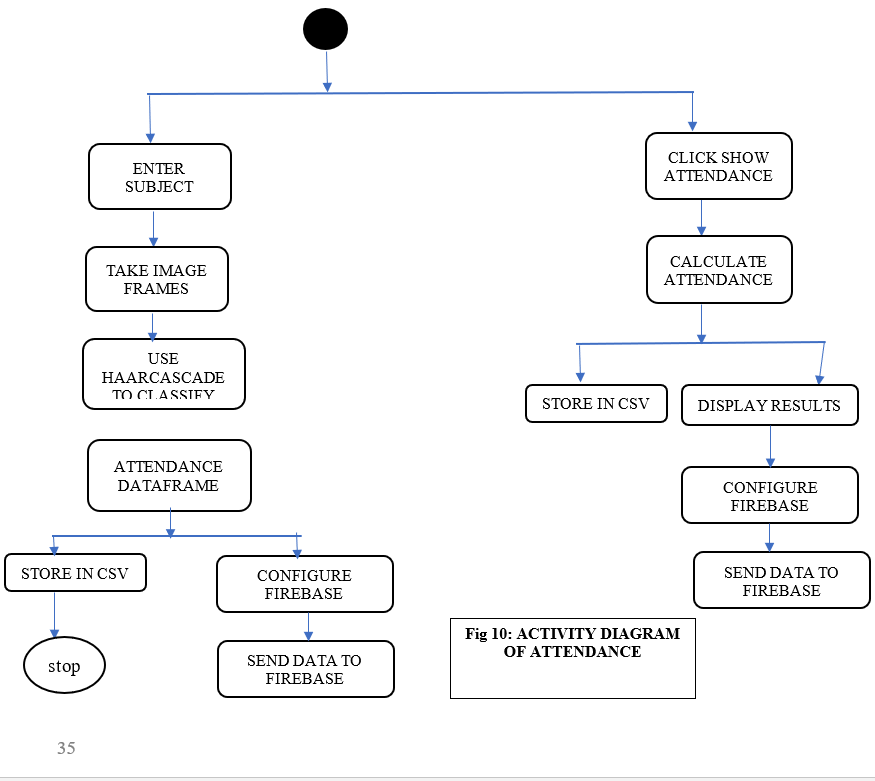 ENTER
SUBJECT
TAKE IMAGE
FRAMES
USE
HAARCASCADE
TO CLASSIFY
ATTENDANCE
DATAFRAME
STORE IN CSV
stop
CONFIGURE
FIREBASE
SEND DATA TO
FIREBASE
CLICK SHOW
ATTENDANCE
CALCULATE
ATTENDANCE
STORE IN CSV
DISPLAY RESULTS
CONFIGURE
FIREBASE
SEND DATA TO
FIREBASE
Fig 10: ACTIVITY DIAGRAM
OF ATTENDANCE
35